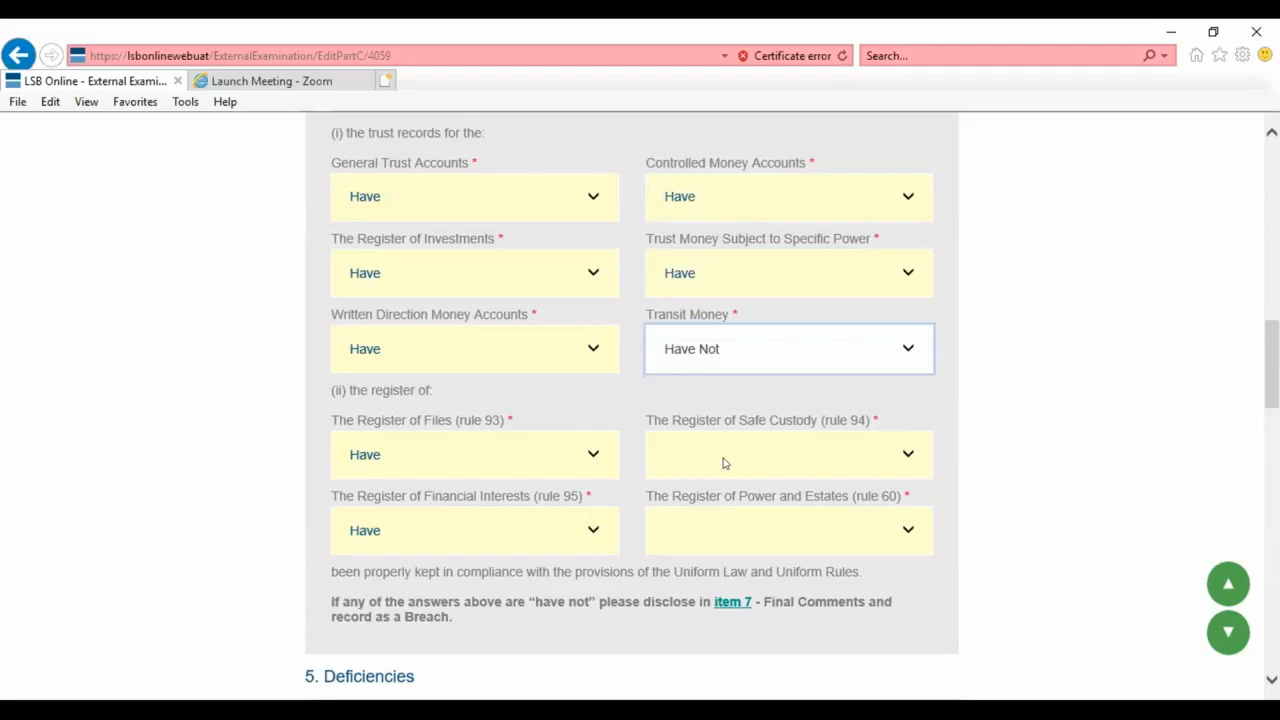 https://lsbonlinewebuat/ExternalExamination/EditPartC/4059
Certificate error
Search...
LSB Online - External Exami...
Launch Meeting - Zoom
File Edit View Favorites Tools Help
(i) the trust records for the:
General Trust Accounts *
Controlled Money Accounts *
Have
Have
The Register of Investments *
Trust Money Subject to Specific Power *
Have
Have
Written Direction Money Accounts *
Transit Money *
Have
Have Not
(ii) the register of:
The Register of Files (rule 93) *
The Register of Safe Custody (rule 94) *
Have
The Register of Financial Interests (rule 95) *
The Register of Power and Estates (rule 60) *
Have
been properly kept in compliance with the provisions of the Uniform Law and Uniform Rules.
If any of the answers above are “have not” please disclose in item 7 - Final Comments and
record as a Breach.
5. Deficiencies